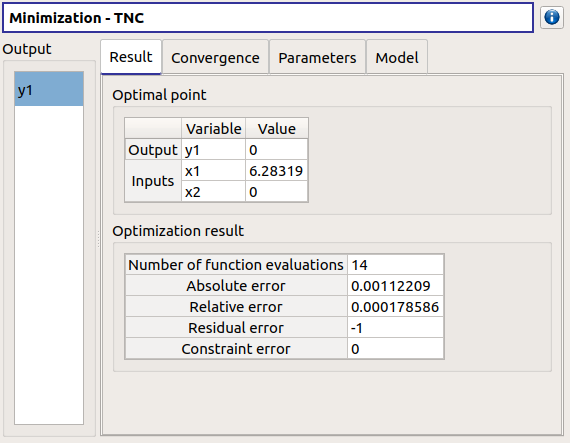 Minimization - TNC
Output
Result Convergence Parameters Model
y1
Optimal point
Variable Value
Output y1 0
Inputs x1 6.28319
x2 0
Optimization result
Number of function evaluations 14
Absolute error 0.00112209
Relative error 0.000178586
Residual error -1
Constraint error 0